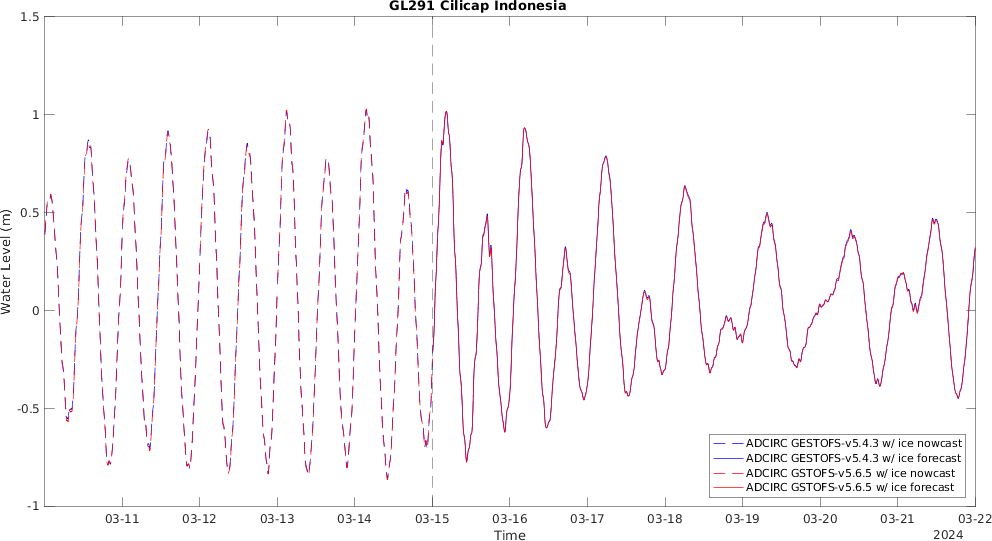 GL291 Cilicap Indonesia
1.5
1
0.5
0
-0.5
-1
Water Level (m)
03-11 03-12 03-13 03-14 03-15 03-16 03-17 03-18 03-19 03-20 03-21 03-22
Time
2024
ADCIRC GESTOFS-v5.4.3 w/ ice nowcast
ADCIRC GESTOFS-v5.4.3 w/ ice forecast
ADCIRC GSTOFS-v5.6.5 w/ ice nowcast
ADCIRC GSTOFS-v5.6.5 w/ ice forecast